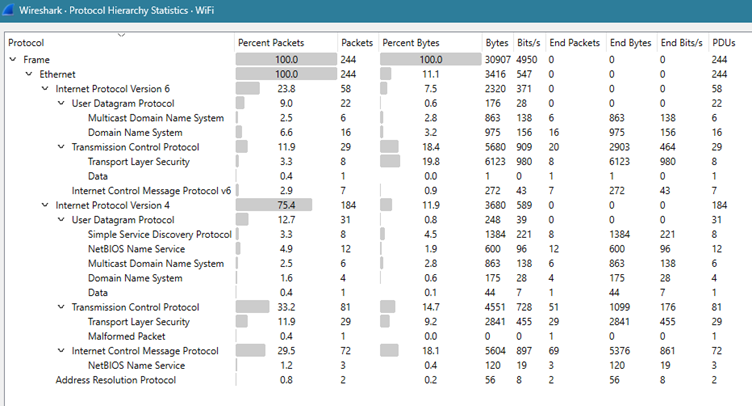 Wireshark · Protocol Hierarchy Statistics · WiFi
Protocol Percent Packets Packets Percent Bytes Bytes Bits/s End Packets End Bytes End Bits/s PDUs
Frame 100.0 244 100.0 30907 4950 0 0 0 244
Ethernet 100.0 244 11.1 3416 547 0 0 0 244
Internet Protocol Version 6 23.8 58 7.5 2320 371 0 0 0 58
User Datagram Protocol 9.0 22 0.6 176 28 0 0 0 22
Multicast Domain Name System 2.5 6 2.8 863 138 6 863 138 6
Domain Name System 6.6 16 3.2 975 156 16 975 156 16
Transmission Control Protocol 11.9 29 18.4 5680 909 20 2903 464 29
Transport Layer Security 3.3 8 19.8 6123 980 8 6123 980 8
Data 0.4 1 0.0 1 0 1 1 0 1
Internet Control Message Protocol v6 2.9 7 0.9 272 43 7 272 43 7
Internet Protocol Version 4 75.4 184 11.9 3680 589 0 0 0 184
User Datagram Protocol 12.7 31 0.8 248 39 0 0 0 31
Simple Service Discovery Protocol 3.3 8 4.5 1384 221 8 1384 221 8
NetBIOS Name Service 4.9 12 1.9 600 96 12 600 96 12
Multicast Domain Name System 2.5 6 2.8 863 138 6 863 138 6
Domain Name System 1.6 4 0.6 175 28 4 175 28 4
Data 0.4 1 0.1 44 7 1 44 7 1
Transmission Control Protocol 33.2 81 14.7 4551 728 51 1099 176 81
Transport Layer Security 11.9 29 9.2 2841 455 29 2841 455 29
Malformed Packet 0.4 1 0.0 0 0 1 0 0 1
Internet Control Message Protocol 29.5 72 18.1 5604 897 69 5376 861 72
NetBIOS Name Service 1.2 3 0.4 120 19 3 120 19 3
Address Resolution Protocol 0.8 2 0.2 56 8 2 56 8 2